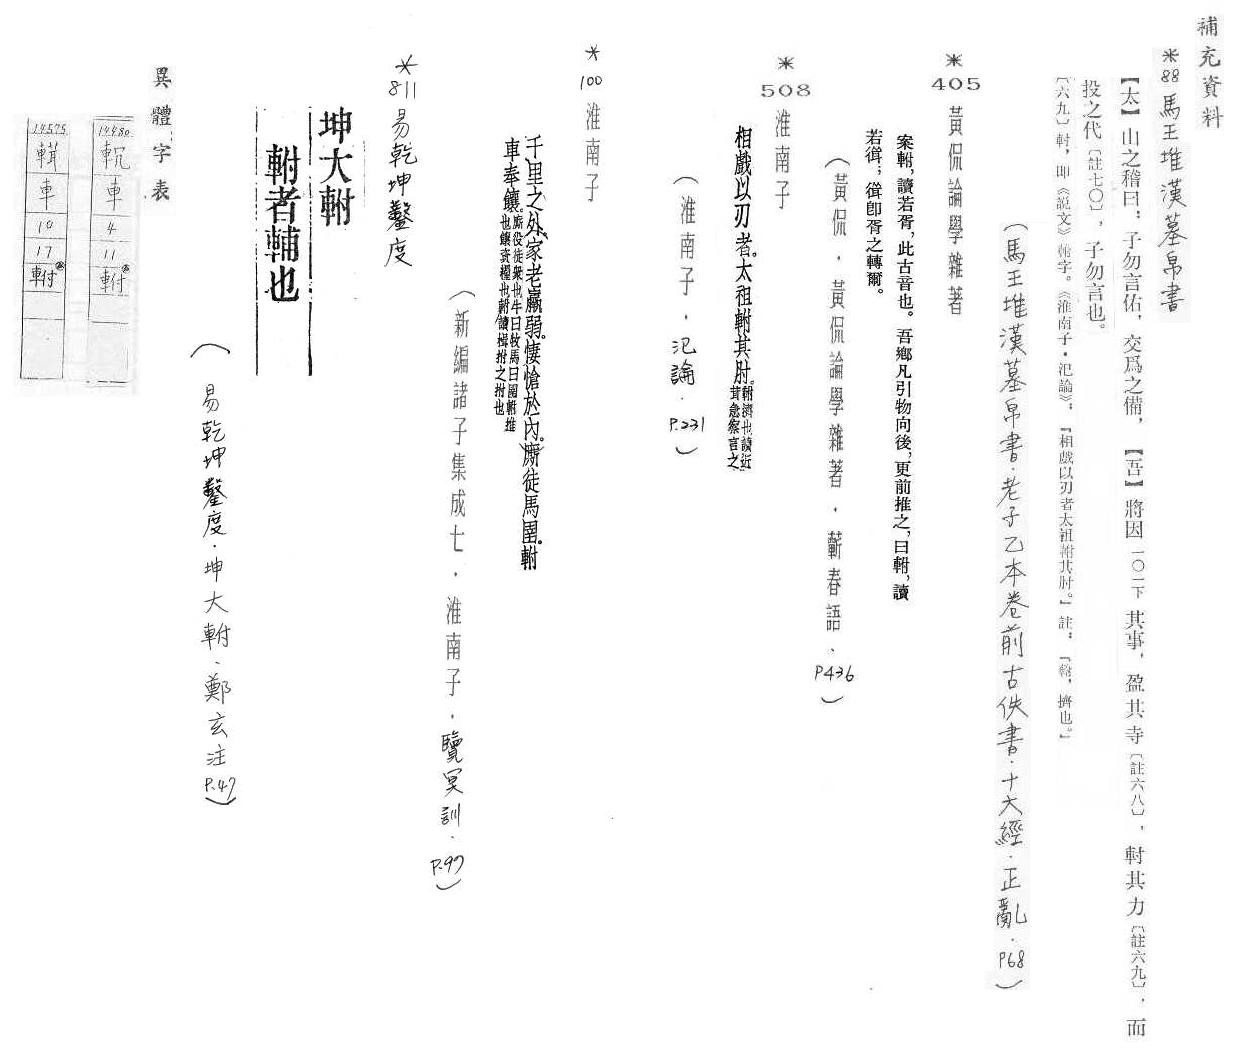 補充資料
*88 馬王堆漢墓帛書
【太】山之稽曰：子勿言佑，交爲之備，【吾】將因一〇一下其事，盈其寺〔註六八〕，軵其力〔註六九〕，而
投之代〔註七〇〕，子勿言也。
〔六九〕軵，即《說文》軵字。《淮南子·氾論》：『相戲以刃者太祖軵其肘。』註：『軵，擠也。』
（馬王堆漢墓帛書．老子乙本卷前古佚書．十大經．正亂．P68）
*405
黃侃論學雜著
案軵，讀若胥，此古音也。吾鄉凡引物向後，更前推之，曰軵，讀
若揟；揟卽胥之轉爾。
（黃侃．黃侃論學雜著．蘄春語、P436）
*508
淮南子
相戲以刃者。太祖軵其肘。軵擠也讀近
茸急察言之
（淮南子．氾論．P.231）
*100 淮南子
千里之外。家老羸弱。悽愴於內。廝徒馬圉。軵
車奉饟。廝役徒衆也牛曰牧馬曰圉軵推
也饟資糧也軵讀楫拊之拊也
（新編諸子集成七．淮南子．覽冥訓．P.97）
*811 易乾坤鑿度
坤大軵
軵者輔也
（易乾坤鑿度．坤大軵、鄭玄注 P.47）
異體字表
14480
車
4
11
軵
14575
輯
車
10
17
軵